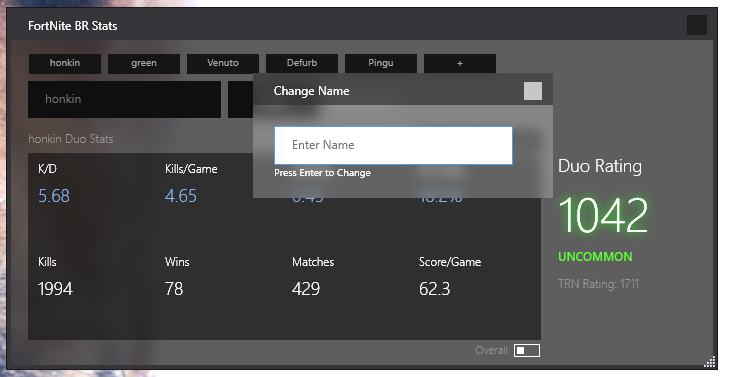 FortNite BR Stats
honkin green Venuto Defurb Pingu +
honkin
Change Name
Enter Name
Press Enter to Change
honkin Duo Stats
K/D Kills/Game
5.68 4.65
Kills Wins Matches Score/Game
1994 78 429 62.3
Duo Rating
1042
UNCOMMON
TRN Rating: 1711
Overall